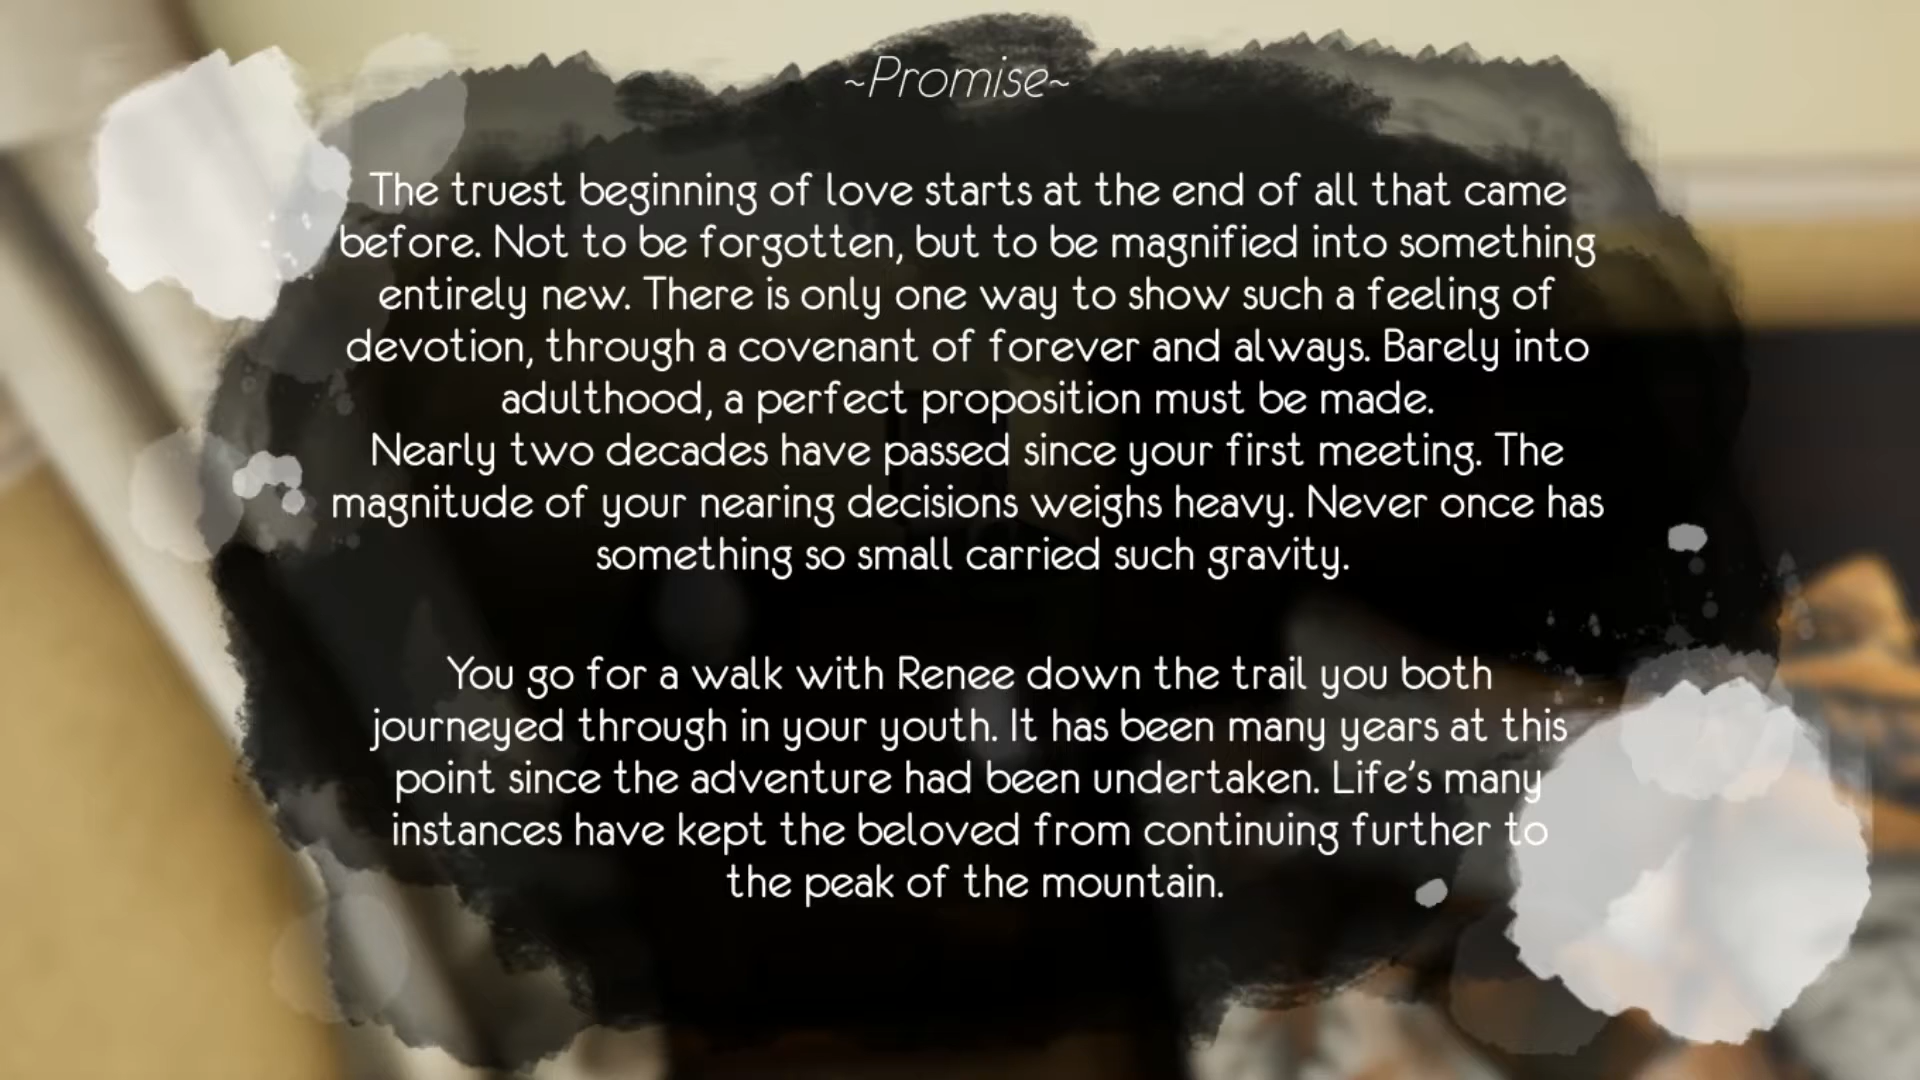 ~Promise~
The truest beginning of love starts at the end of all that came
before. Not to be forgotten, but to be magnified into something
entirely new. There is only one way to show such a feeling of
devotion, through a covenant of forever and always. Barely into
adulthood, a perfect proposition must be made.
Nearly two decades have passed since your first meeting. The
magnitude of your nearing decisions weighs heavy. Never once has
something so small carried such gravity.
You go for a walk with Renee down the trail you both
journeyed through in your youth. It has been many years at this
point since the adventure had been undertaken. Life's many
instances have kept the beloved from continuing further to
the peak of the mountain.